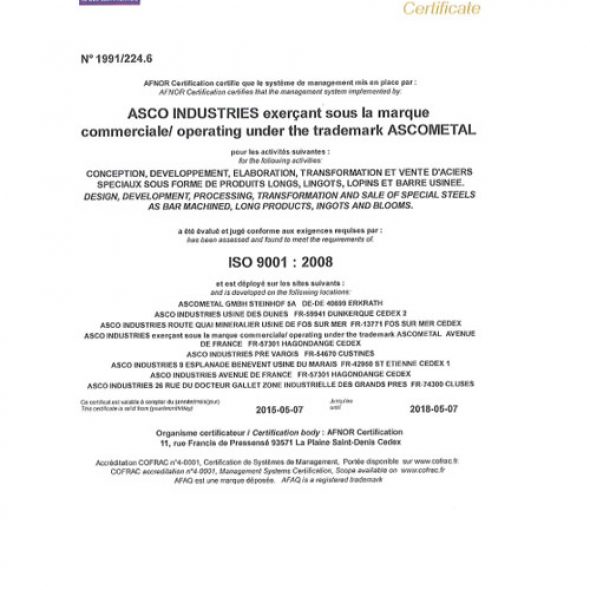 Certificate
N° 1991/224.6
AFNOR Certification certifie que le système de management mis en place par :
AFNOR Certification certifies that the management system implemented by:
ASCO INDUSTRIES exerçant sous la marque
commerciale/ operating under the trademark ASCOMETAL
pour les activités suivantes :
for the following activities:
CONCEPTION, DEVELOPPEMENT, ELABORATION, TRANSFORMATION ET VENTE D'ACIERS
SPECIAUX SOUS FORME DE PRODUITS LONGS, LINGOTS, LOPINS ET BARRE USINEE.
DESIGN, DEVELOPMENT, PROCESSING, TRANSFORMATION AND SALE OF SPECIAL STEELS
AS BAR MACHINED, LONG PRODUCTS, INGOTS AND BLOOMS.
a été évalué et jugé conforme aux exigences requises par :
has been assessed and found to meet the requirements of:
ISO 9001 : 2008
et est déployé sur les sites suivants :
and is developed on the following locations:
ASCOMETAL GMBH STEINHOF 5A DE-DE 40699 ERKRATH
ASCO INDUSTRIES USINE DES DUNES FR-59941 DUNKERQUE CEDEX 2
ASCO INDUSTRIES ROUTE QUAI MINERALIER USINE DE FOS SUR MER FR-13771 FOS SUR MER CEDEX
ASCO INDUSTRIES exerçant sous la marque commerciale/ operating under the trademark ASCOMETAL AVENUE
DE FRANCE FR-57301 HAGONDANGE CEDEX
ASCO INDUSTRIES PRE VAROIS FR-54670 CUSTINES
ASCO INDUSTRIES 9 ESPLANADE BENEVENT USINE DU MARAIS FR-42950 ST ETIENNE CEDEX 1
ASCO INDUSTRIES AVENUE DE FRANCE FR-57301 HAGONDANGE CEDEX
ASCO INDUSTRIES 26 RUE DU DOCTEUR GALLET ZONE INDUSTRIELLE DES GRANDS PRES FR-74300 CLUSES
Ce certificat est valable à compter du (année/mois/jour)
This certificate is valid from (year/month/day)
2015-05-07
until
2018-05-07
Organisme certificateur / Certification body : AFNOR Certification
11, rue Francis de Pressensé 93571 La Plaine Saint-Denis Cedex
Accréditation COFRAC n°4-0001, Certification de Systèmes de Management, Portée disponible sur www.cofrac.fr
COFRAC accreditation n°4-0001, Management Systems Certification, Scope available on www.cofrac.fr
AFAQ est une marque déposée. AFAQ is a registered trademark